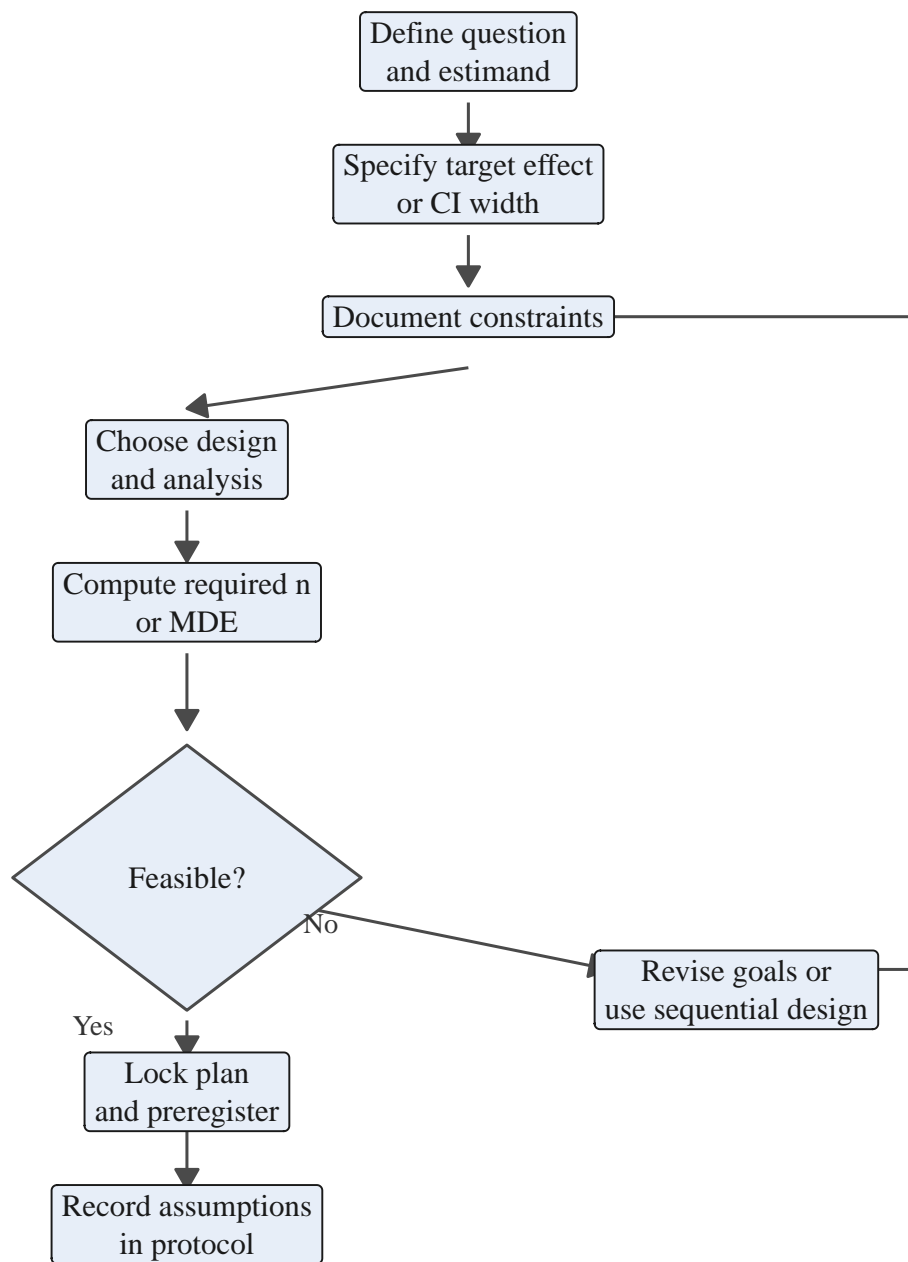 Define question
and estimand
Specify target effect
or CI width
Document constraints
Choose design
and analysis
Compute required n
or MDE
Feasible?
No
Revise goals or
use sequential design
Yes
Lock plan
and preregister
Record assumptions
in protocol